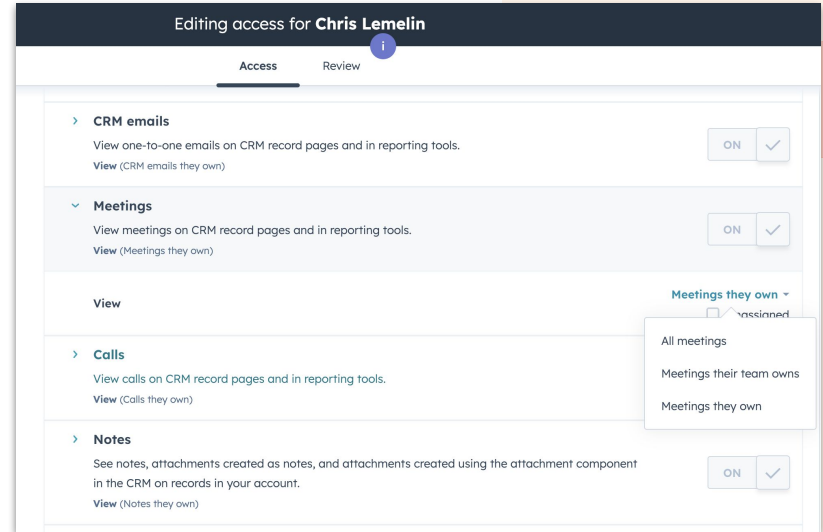 Editing access for Chris Lemelin
i
Access
Review
CRM emails
View one-to-one emails on CRM record pages and in reporting tools.
View (CRM emails they own)
ON
Meetings
View meetings on CRM record pages and in reporting tools.
View (Meetings they own)
ON
View
Meetings they own
All meetings
Meetings their team owns
Meetings they own
Calls
View calls on CRM record pages and in reporting tools.
View (Calls they own)
Notes
See notes, attachments created as notes, and attachments created using the attachment component
in the CRM on records in your account.
View (Notes they own)
ON